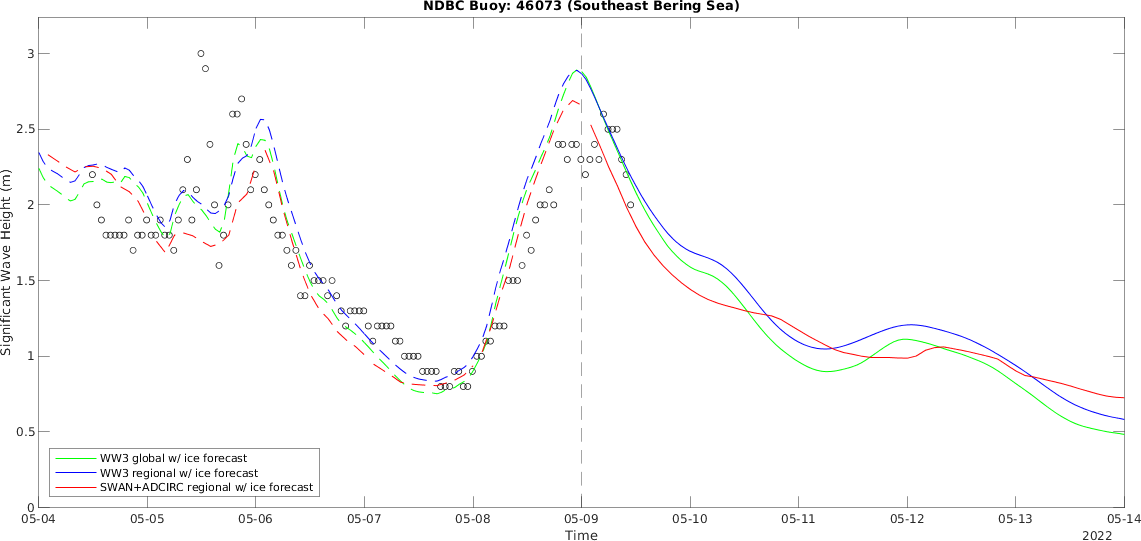 NDBC Buoy: 46073 (Southeast Bering Sea)
Significant Wave Height (m)
3
2.5
2
1.5
1
0.5
0
WW3 global w/ ice forecast
WW3 regional w/ ice forecast
SWAN+ADCIRC regional w/ ice forecast
05-04 05-05 05-06 05-07 05-08 05-09 05-10 05-11 05-12 05-13 05-14
Time 2022